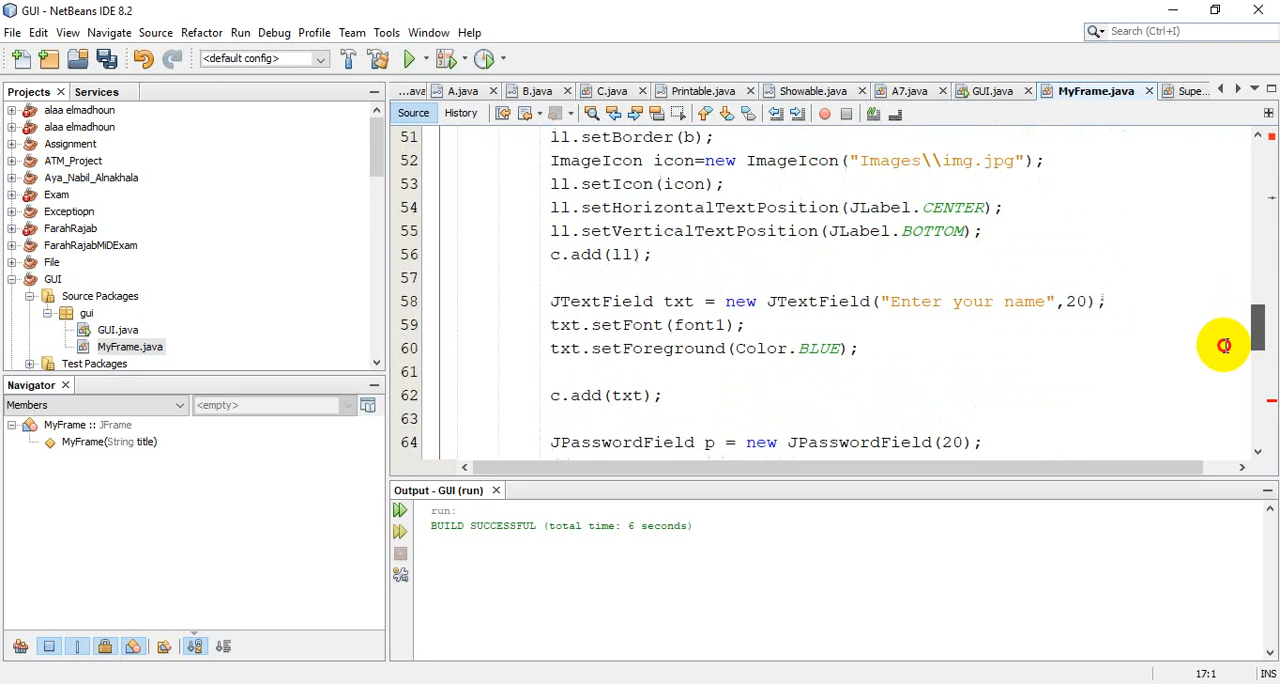 GUI - NetBeans IDE 8.2
File Edit View Navigate Source Refactor Run Debug Profile Team Tools Window Help
Search (Ctrl+I)
<default config>
Projects Services
alaa elmadhoun
alaa elmadhoun
Assignment
ATM_Project
Aya_Nabil_Alnakhala
Exam
Exceptiopn
FarahRajab
FarahRajabMiDExam
File
GUI
Source Packages
gui
GUI.java
MyFrame.java
Test Packages
Navigator
Members <empty>
MyFrame :: JFrame
MyFrame(String title)
...ava A.java B.java C.java Printable.java Showable.java A7.java GUI.java MyFrame.java Supe...
Source History
51 ll.setBorder(b);
52 ImageIcon icon=new ImageIcon("Images\\img.jpg");
53 ll.setIcon(icon);
54 ll.setHorizontalTextPosition(JLabel.CENTER);
55 ll.setVerticalTextPosition(JLabel.BOTTOM);
56 c.add(ll);
57
58 JTextField txt = new JTextField("Enter your name",20);
59 txt.setFont(font1);
60 txt.setForeground(Color.BLUE);
61
62 c.add(txt);
63
64 JPasswordField p = new JPasswordField(20);
Output - GUI (run)
run:
BUILD SUCCESSFUL (total time: 6 seconds)
17:1 INS